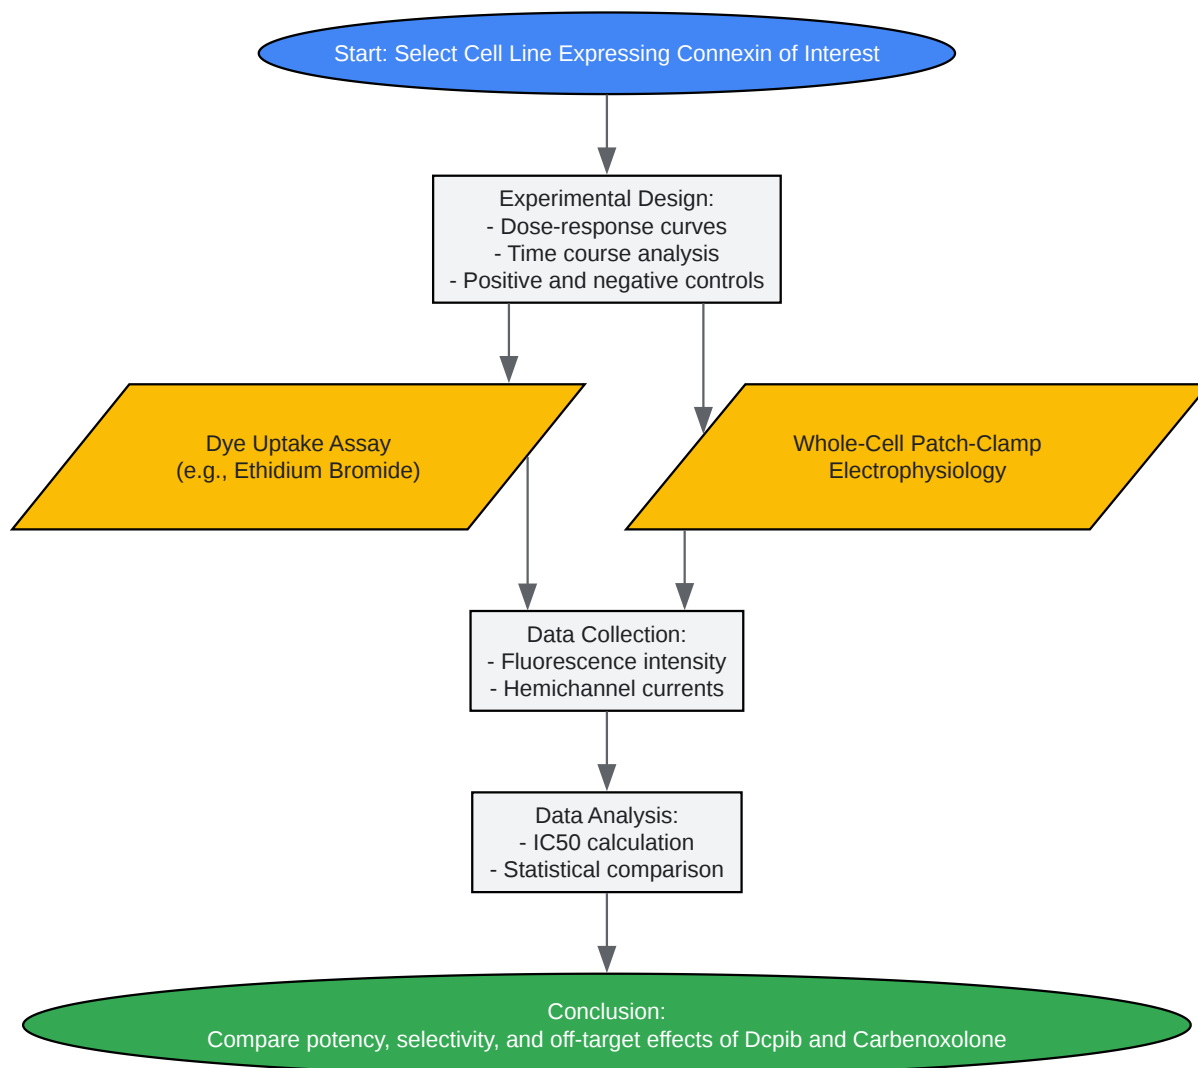 Start: Select Cell Line Expressing Connexin of Interest
Experimental Design:
- Dose-response curves
- Time course analysis
- Positive and negative controls
Dye Uptake Assay
(e.g., Ethidium Bromide)
Whole-Cell Patch-Clamp
Electrophysiology
Data Collection:
- Fluorescence intensity
- Hemichannel currents
Data Analysis:
- IC50 calculation
- Statistical comparison
Conclusion:
Compare potency, selectivity, and off-target effects of Dcpib and Carbenoxolone